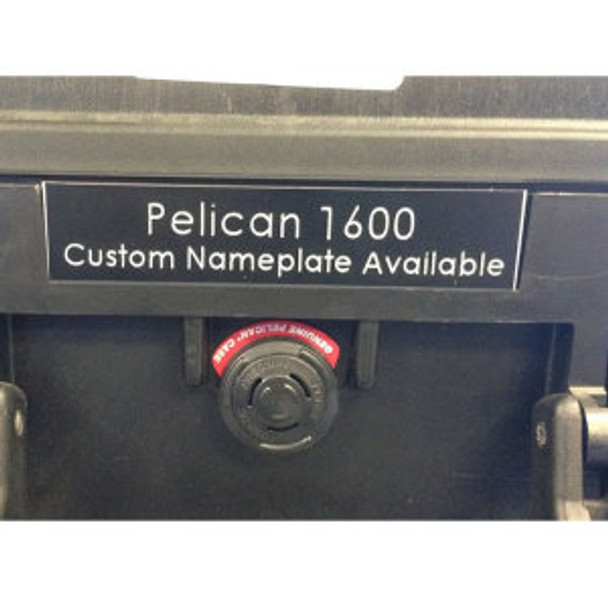 Pelican 1600
Custom Nameplate Available
GENUINE PELICAN® CASE